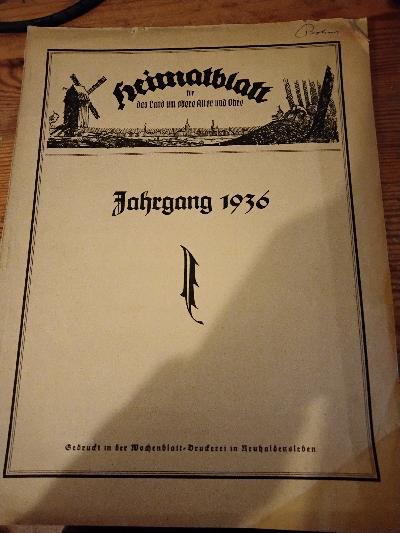 Heimatblatt
für
das Land um obere Aller und Ohre
Jahrgang 1936
Gedruckt in der Wochenblatt-Druckerei in Neuhaldensleben